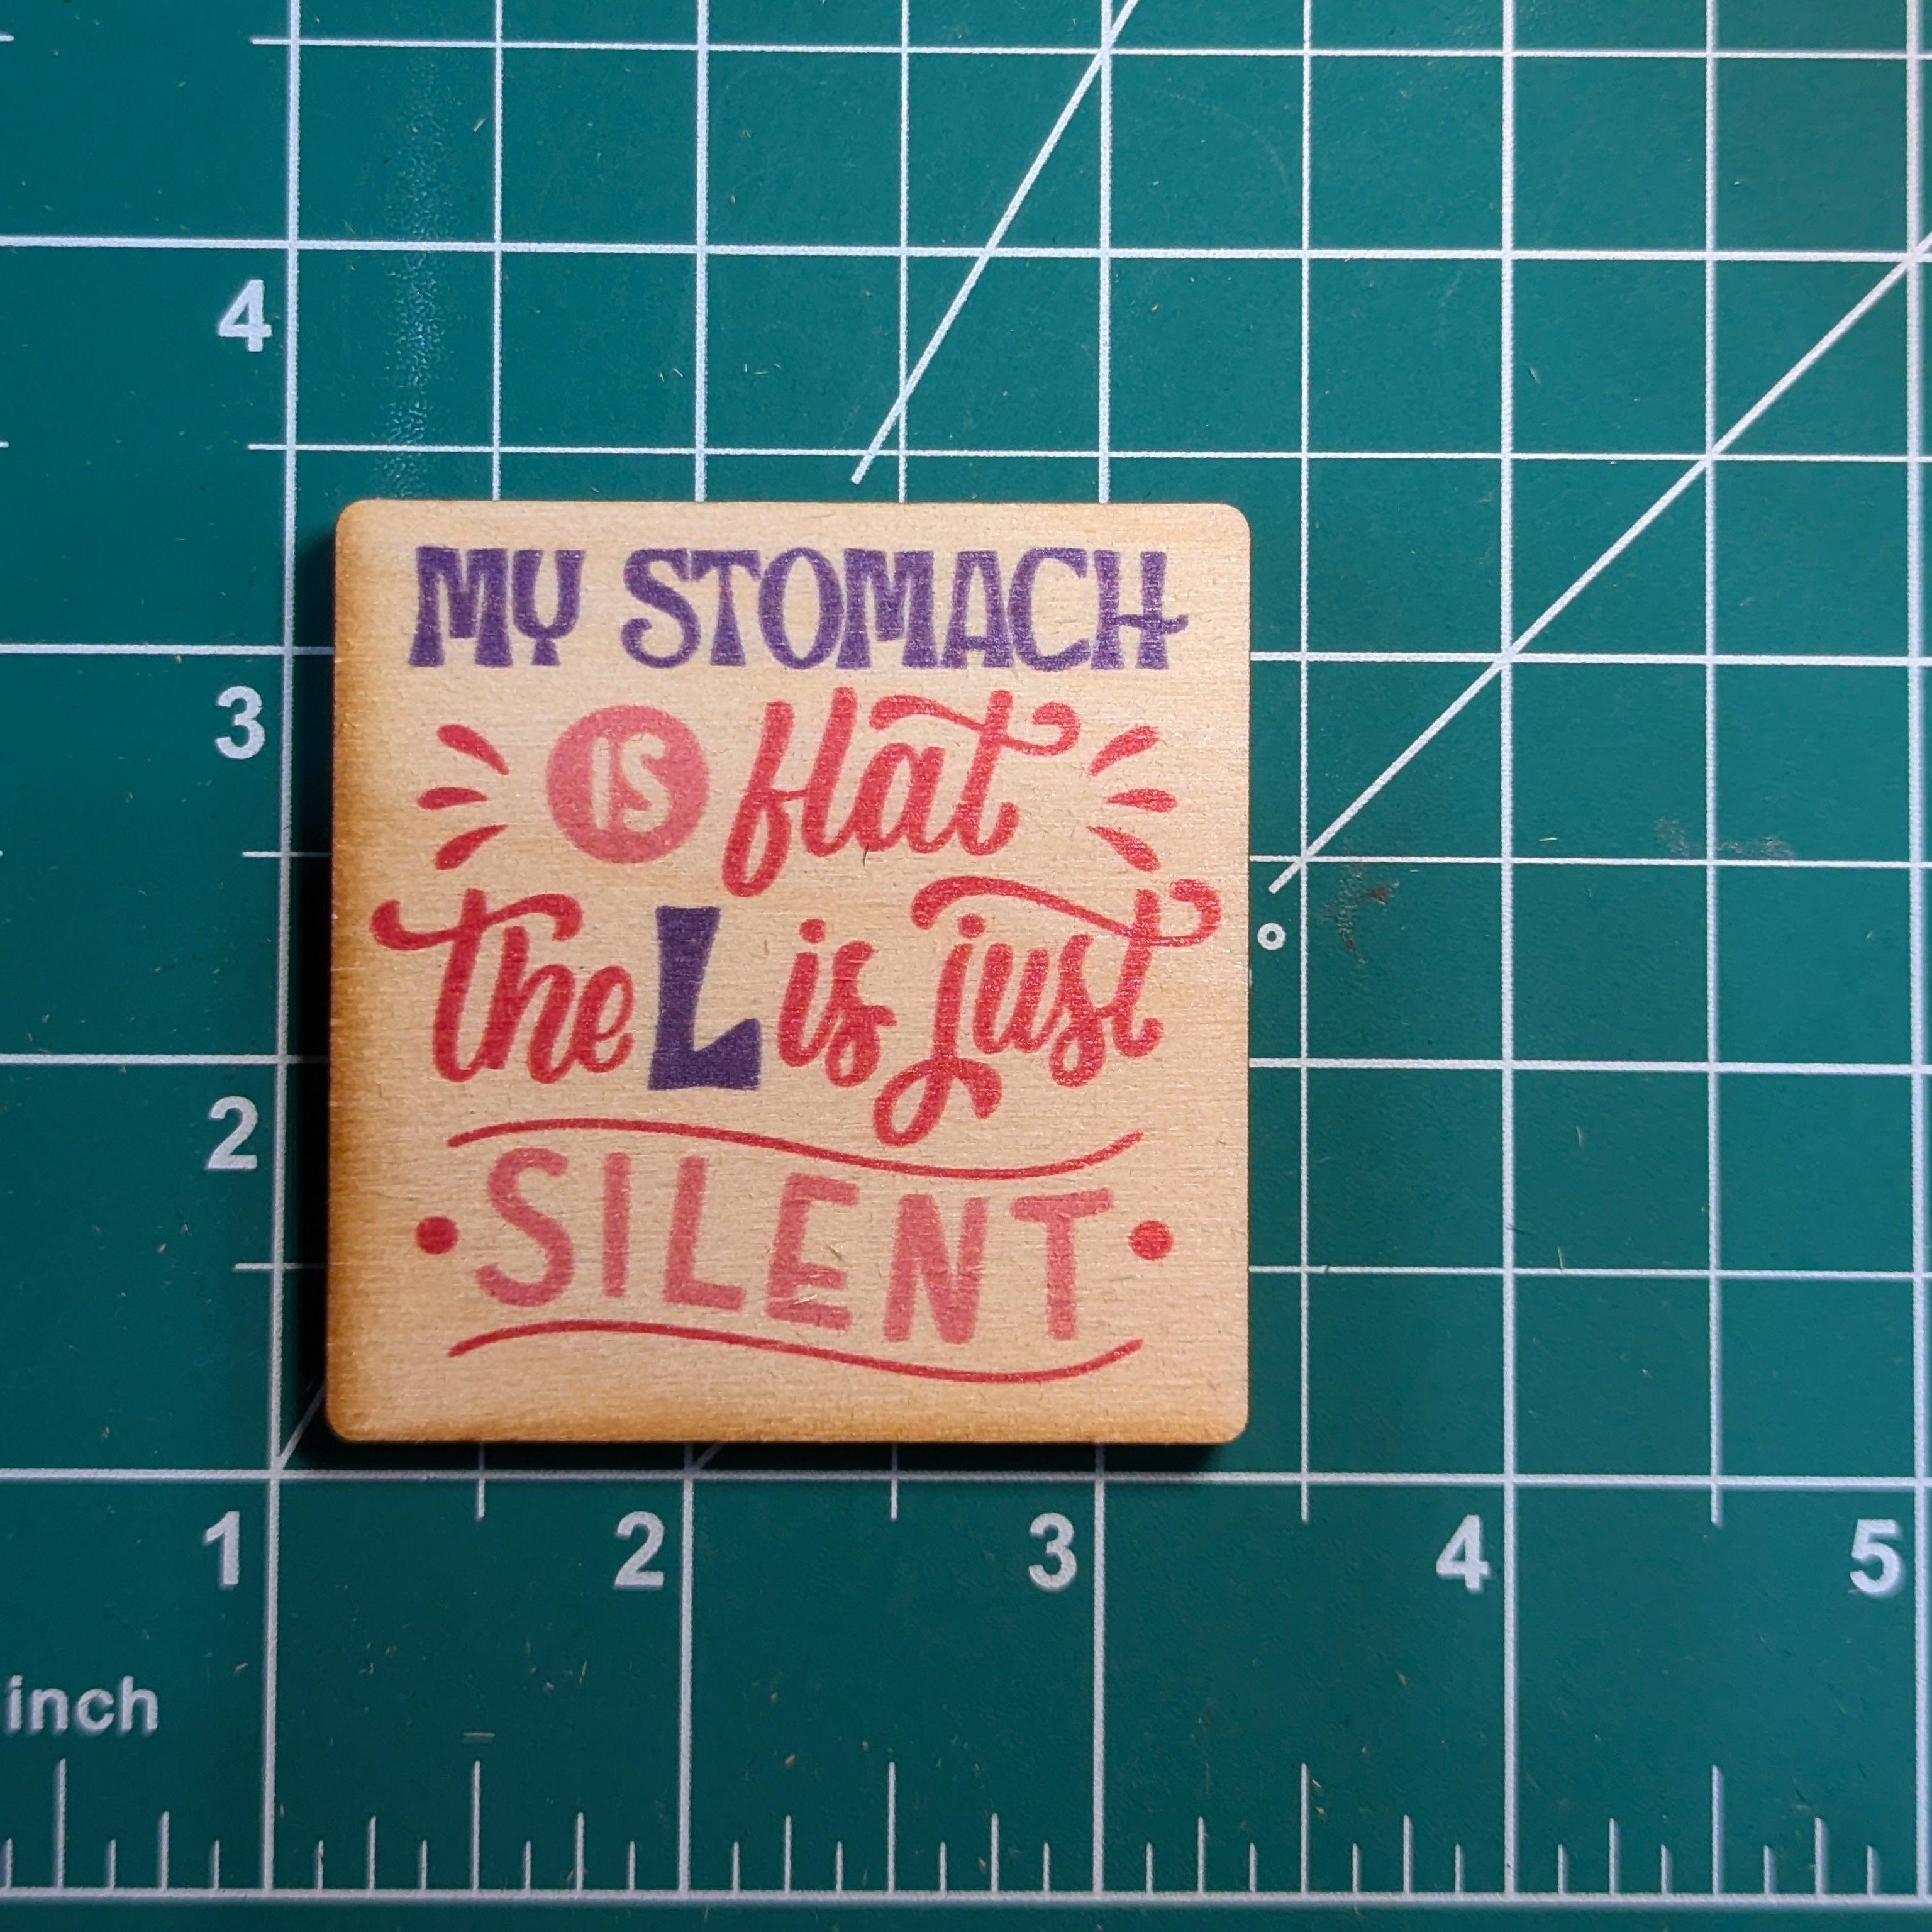 4
MY STOMACH
IS flat
3
the L is just
2
SILENT
1 2 3 4 5
inch